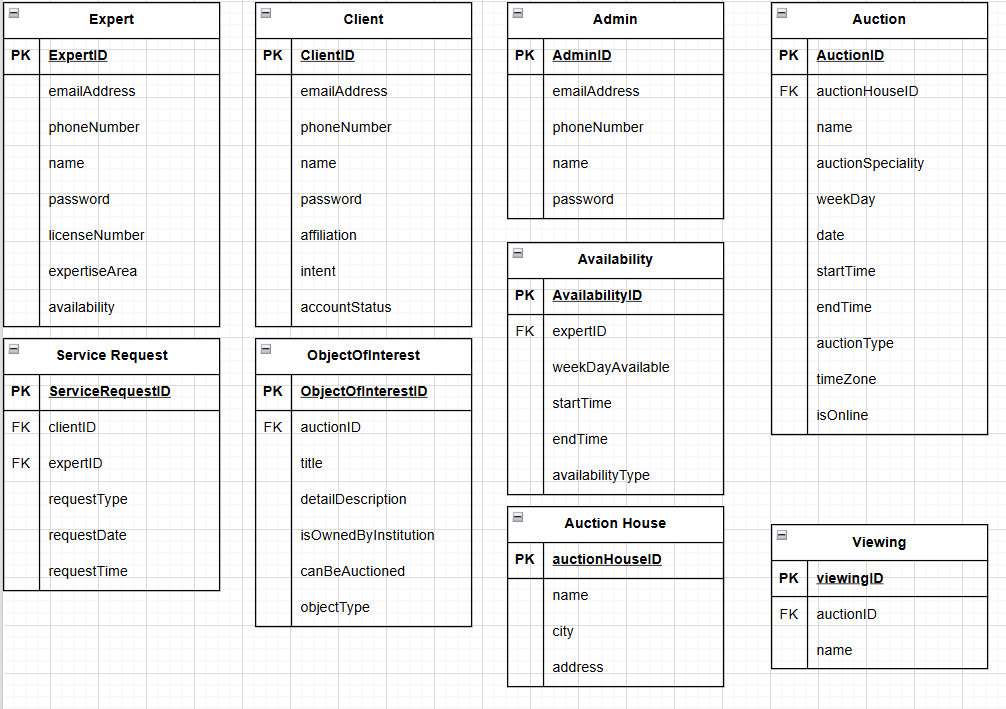 Expert
PK ExpertID
emailAddress
phoneNumber
name
password
licenseNumber
expertiseArea
availability
Client
PK ClientID
emailAddress
phoneNumber
name
password
affiliation
intent
accountStatus
Admin
PK AdminID
emailAddress
phoneNumber
name
password
Auction
PK AuctionID
FK auctionHouseID
name
auctionSpeciality
weekDay
date
startTime
endTime
auctionType
timeZone
isOnline
Availability
PK AvailabilityID
FK expertID
weekDayAvailable
startTime
endTime
availabilityType
Service Request
PK ServiceRequestID
FK clientID
FK expertID
requestType
requestDate
requestTime
ObjectOfInterest
PK ObjectOfInterestID
FK auctionID
title
detailDescription
isOwnedByInstitution
canBeAuctioned
objectType
Auction House
PK auctionHouseID
name
city
address
Viewing
PK viewingID
FK auctionID
name